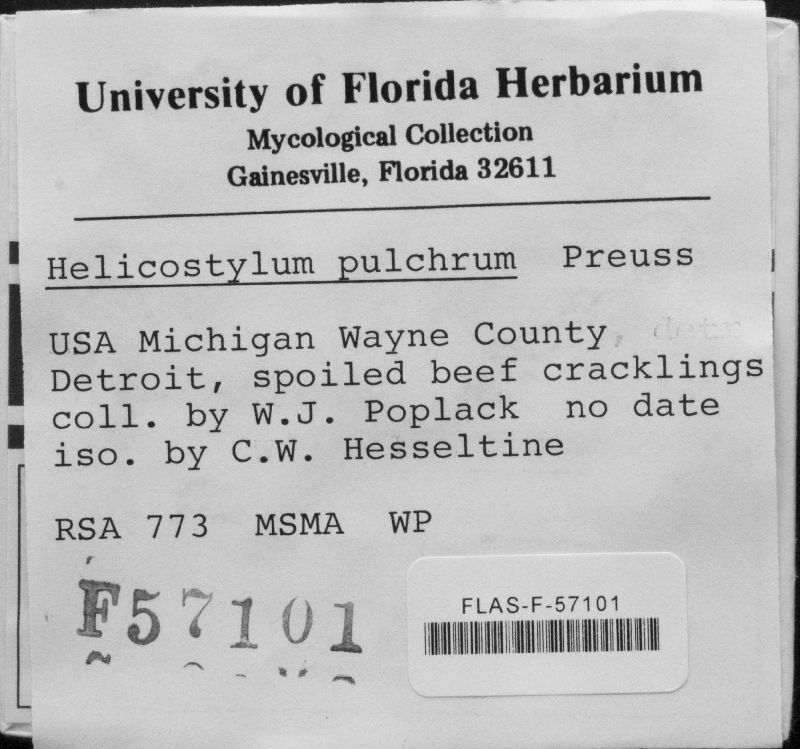 University of Florida Herbarium
Mycological Collection
Gainesville, Florida 32611
Helicostylum pulchrum Preuss
USA Michigan Wayne County, detr
Detroit, spoiled beef cracklings
coll. by W.J. Poplack no date
iso. by C.W. Hesseltine
RSA 773 MSMA WP
F57101
FLAS-F-57101